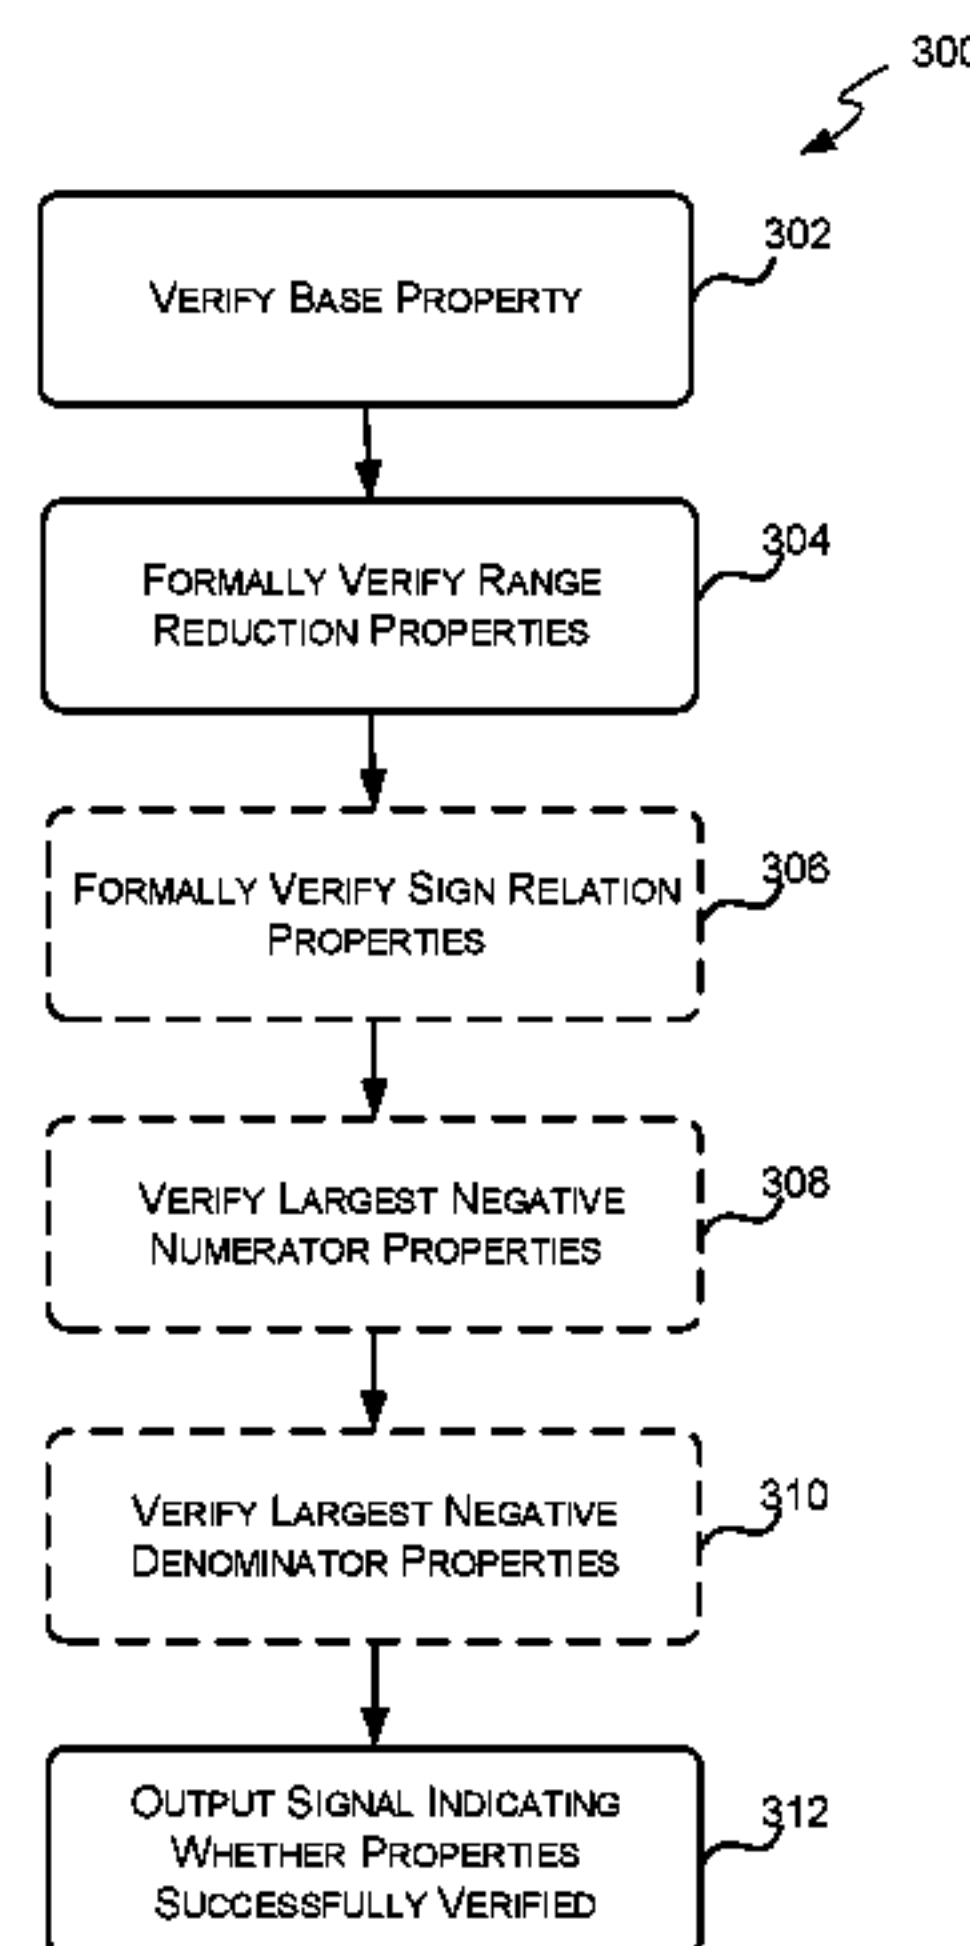 300
VERIFY BASE PROPERTY
302
FORMALLY VERIFY RANGE
REDUCTION PROPERTIES
304
FORMALLY VERIFY SIGN RELATION
PROPERTIES
306
VERIFY LARGEST NEGATIVE
NUMERATOR PROPERTIES
308
VERIFY LARGEST NEGATIVE
DENOMINATOR PROPERTIES
310
OUTPUT SIGNAL INDICATING
WHETHER PROPERTIES
SUCCESSFULLY VERIFIED
312